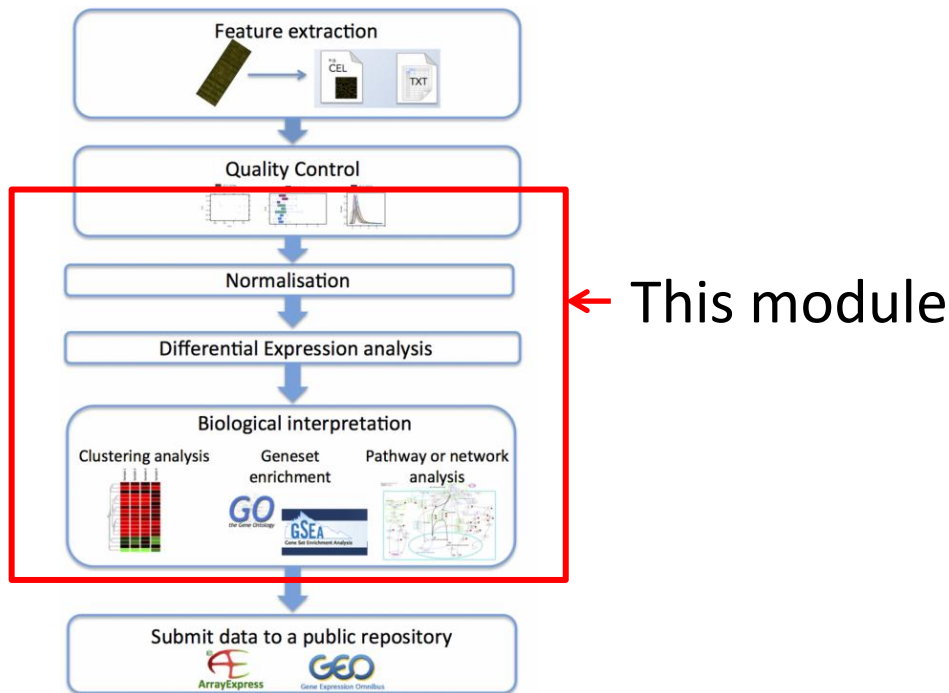 Feature extraction
e.g.
CEL
TXT
Quality Control
Normalisation
This module
Differential Expression analysis
Biological interpretation
Clustering analysis
Geneset
enrichment
Pathway or network
analysis
GO
the Gene Ontology
GSEA
Gene Set Enrichment Analysis
Submit data to a public repository
AE
ArrayExpress
GEO
Gene Expression Omnibus